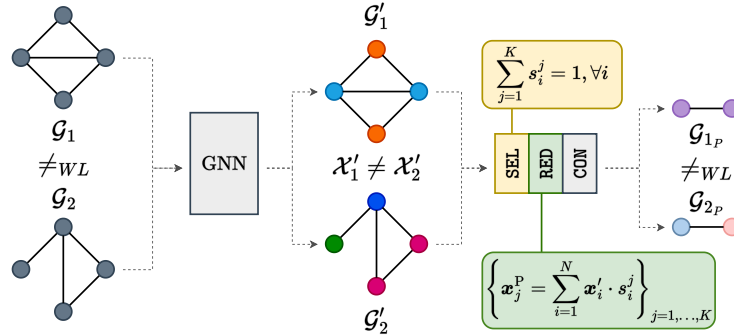 𝒢′₁
𝒢₁
≠_WL
𝒢₂
GNN
𝒳′₁ ≠ 𝒳′₂
𝒢′₂
∑_{j=1}^{K} s_i^j = 1, ∀i
SEL
RED
CON
{ 𝒙_j^P = ∑_{i=1}^{N} 𝒙′_i · s_i^j }_{j=1,…,K}
𝒢_{1_P}
≠_WL
𝒢_{2_P}